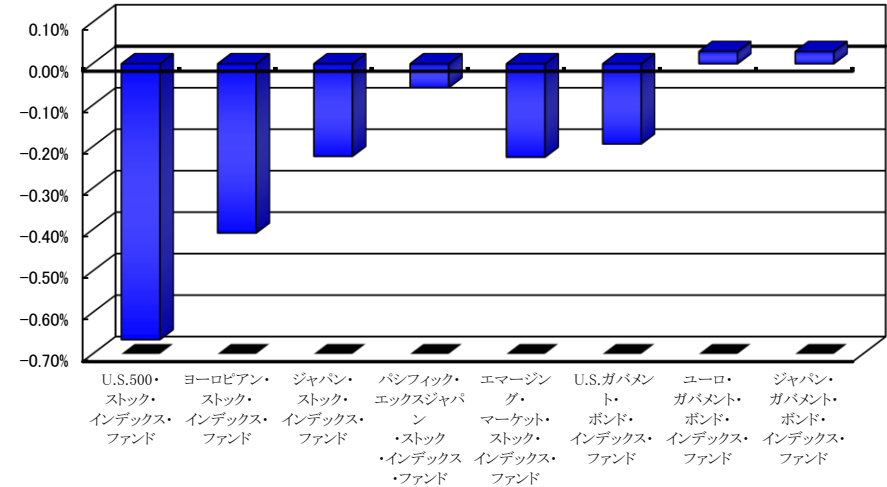 0.10%
0.00%
-0.10%
-0.20%
-0.30%
-0.40%
-0.50%
-0.60%
-0.70%
U.S.500・
ストック・
インデックス・
ファンド
ヨーロピアン・
ストック・
インデックス・
ファンド
ジャパン・
ストック・
インデックス・
ファンド
パシフィック・
エックスジャパ
ン
・ストック
・インデックス
・ファンド
エマージン
グ・
マーケット・
ストック・
インデックス・
ファンド
U.S.ガバメン
ト・
ボンド・
インデックス・
ファンド
ユーロ・
ガバメント・
ボンド・
インデックス・
ファンド
ジャパン・
ガバメント・
ボンド・
インデックス・
ファンド